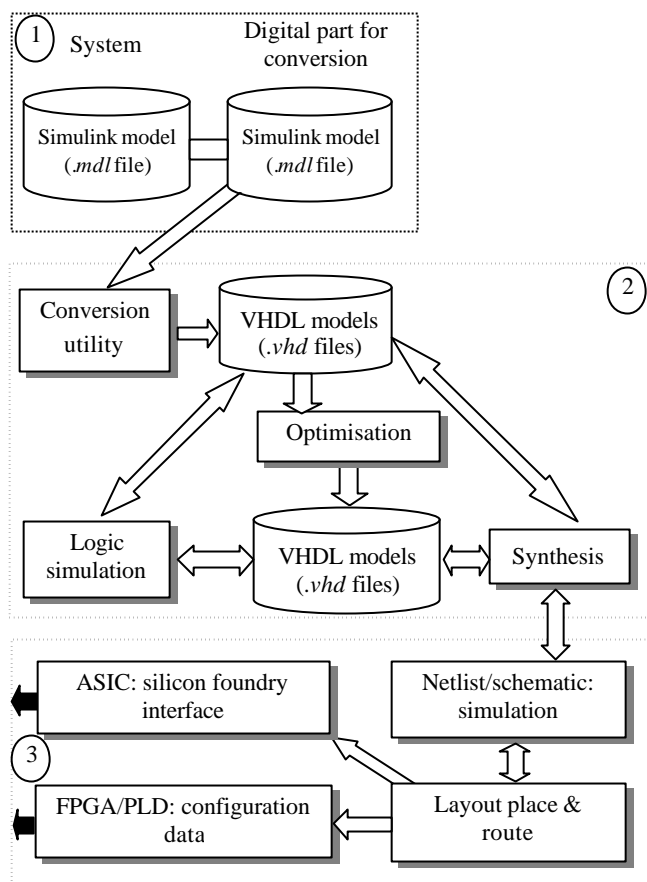 1
System
Digital part for
conversion
Simulink model
(.mdl file)
Simulink model
(.mdl file)
2
Conversion
utility
VHDL models
(.vhd files)
Optimisation
Logic
simulation
VHDL models
(.vhd files)
Synthesis
ASIC: silicon foundry
interface
Netlist/schematic:
simulation
3
FPGA/PLD: configuration
data
Layout place &
route